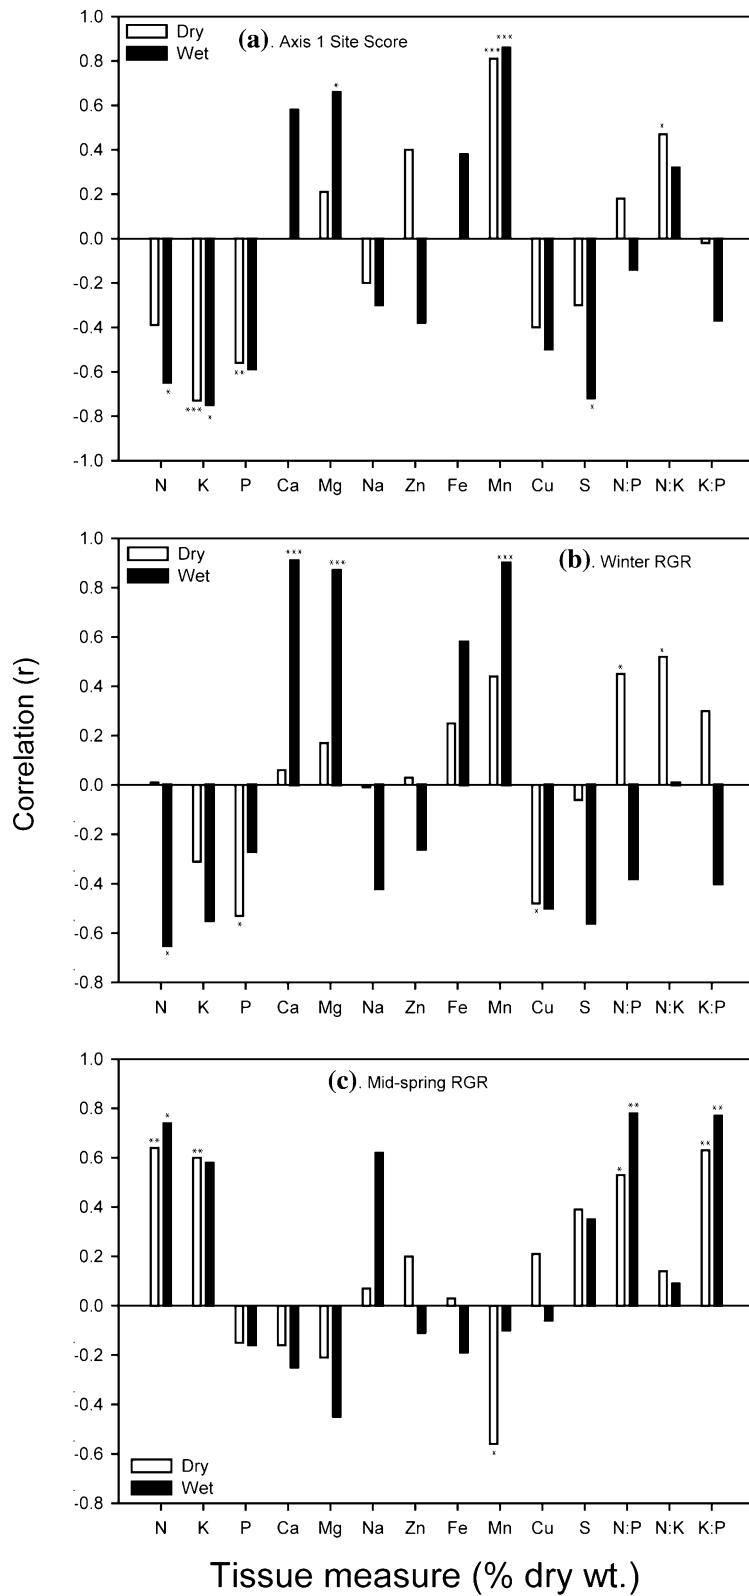 1.0
Dry
Wet
(a). Axis 1 Site Score
***
***
*
0.8
0.6
*
0.4
0.2
0.0
-0.2
-0.4
**
-0.6
*
***
*
*
-0.8
-1.0
N K P Ca Mg Na Zn Fe Mn Cu S N:P N:K K:P
1.0
Dry
Wet
*** *** ***
(b). Winter RGR
0.8
0.6
* *
0.4
0.2
0.0
-0.2
-0.4
* * *
-0.6
-0.8
N K P Ca Mg Na Zn Fe Mn Cu S N:P N:K K:P
Correlation (r)
1.0
(c). Mid-spring RGR
0.8
** * ** * ** ** **
0.6
0.4
0.2
0.0
-0.2
-0.4
*
-0.6
Dry
Wet
-0.8
N K P Ca Mg Na Zn Fe Mn Cu S N:P N:K K:P
Tissue measure (% dry wt.)